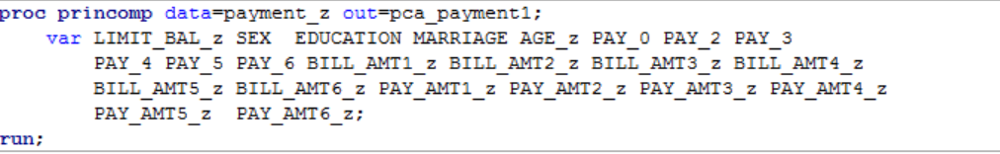 proc princomp data=payment_z out=pca_payment1;
var LIMIT_BAL_z SEX  EDUCATION MARRIAGE AGE_z PAY_0 PAY_2 PAY_3
PAY_4 PAY_5 PAY_6 BILL_AMT1_z BILL_AMT2_z BILL_AMT3_z BILL_AMT4_z
BILL_AMT5_z BILL_AMT6_z PAY_AMT1_z PAY_AMT2_z PAY_AMT3_z PAY_AMT4_z
PAY_AMT5_z  PAY_AMT6_z;
run;